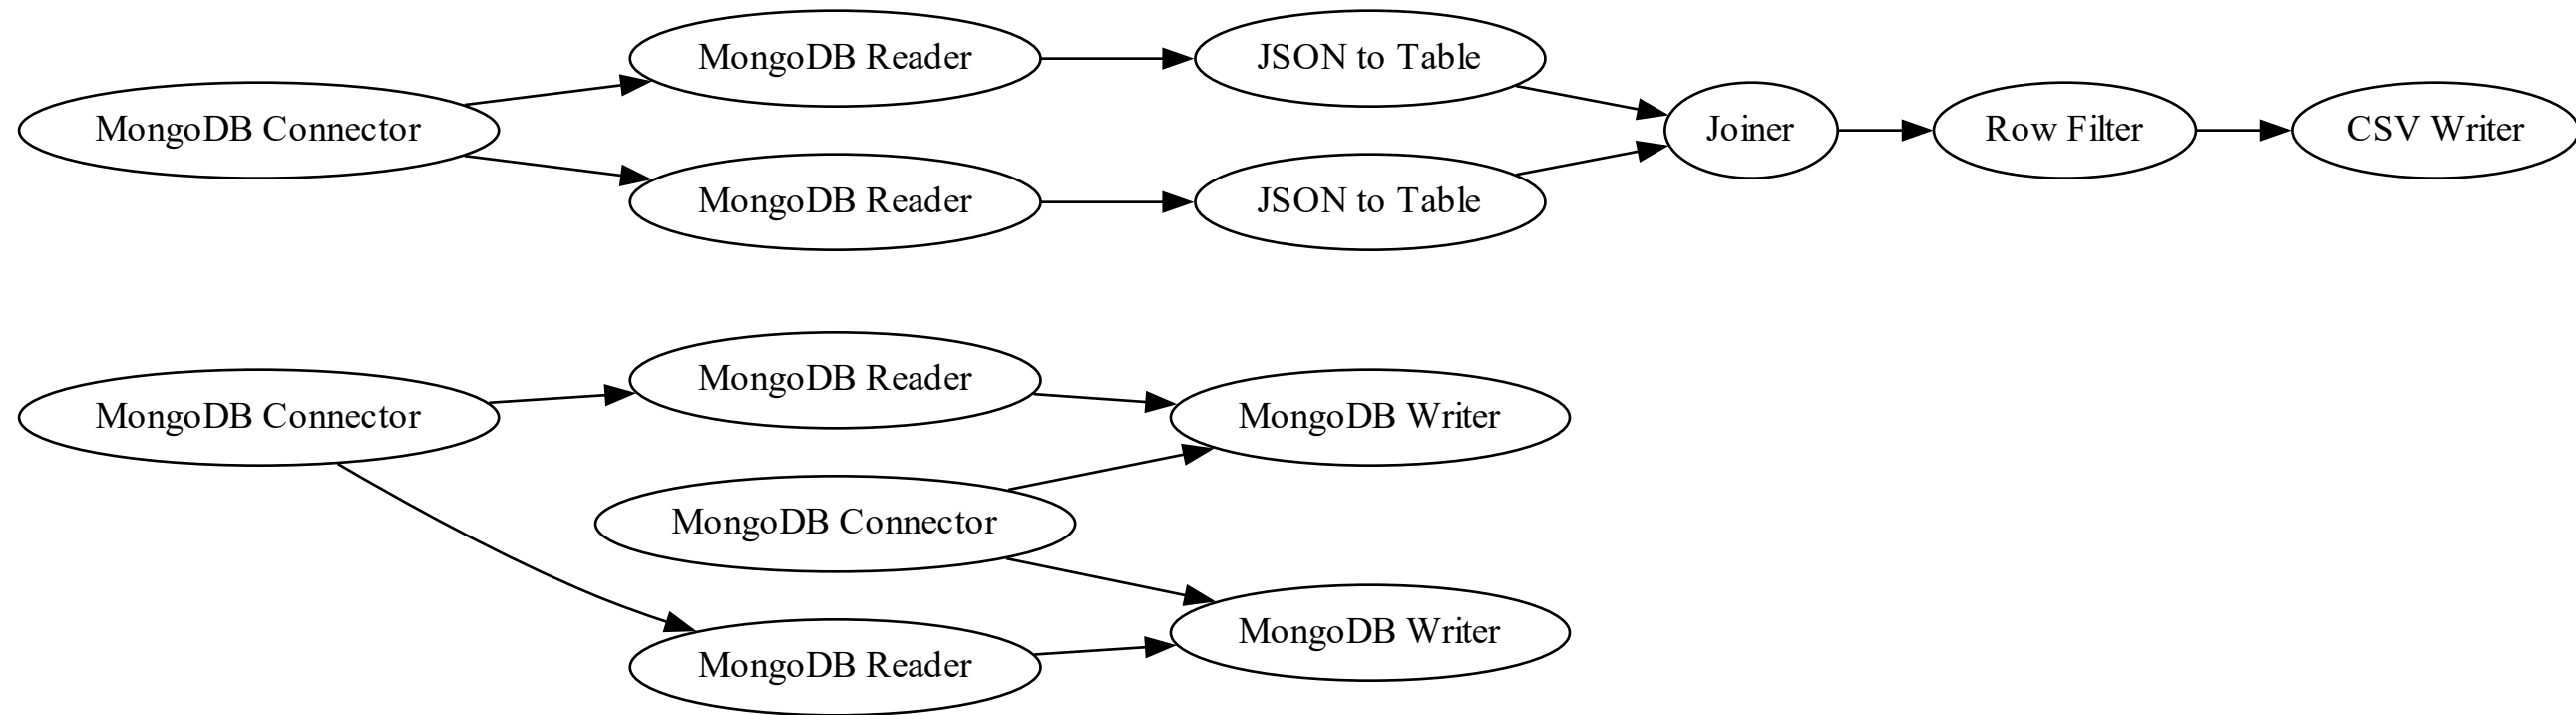 MongoDB Reader
JSON to Table
MongoDB Connector
Joiner
Row Filter
CSV Writer
MongoDB Reader
JSON to Table
MongoDB Reader
MongoDB Connector
MongoDB Writer
MongoDB Connector
MongoDB Writer
MongoDB Reader